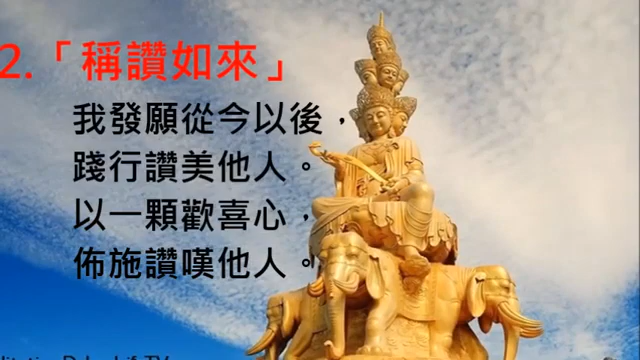 2.「稱讚如來」
我發願從今以後，
踐行讚美他人。
以一顆歡喜心，
佈施讚嘆他人。